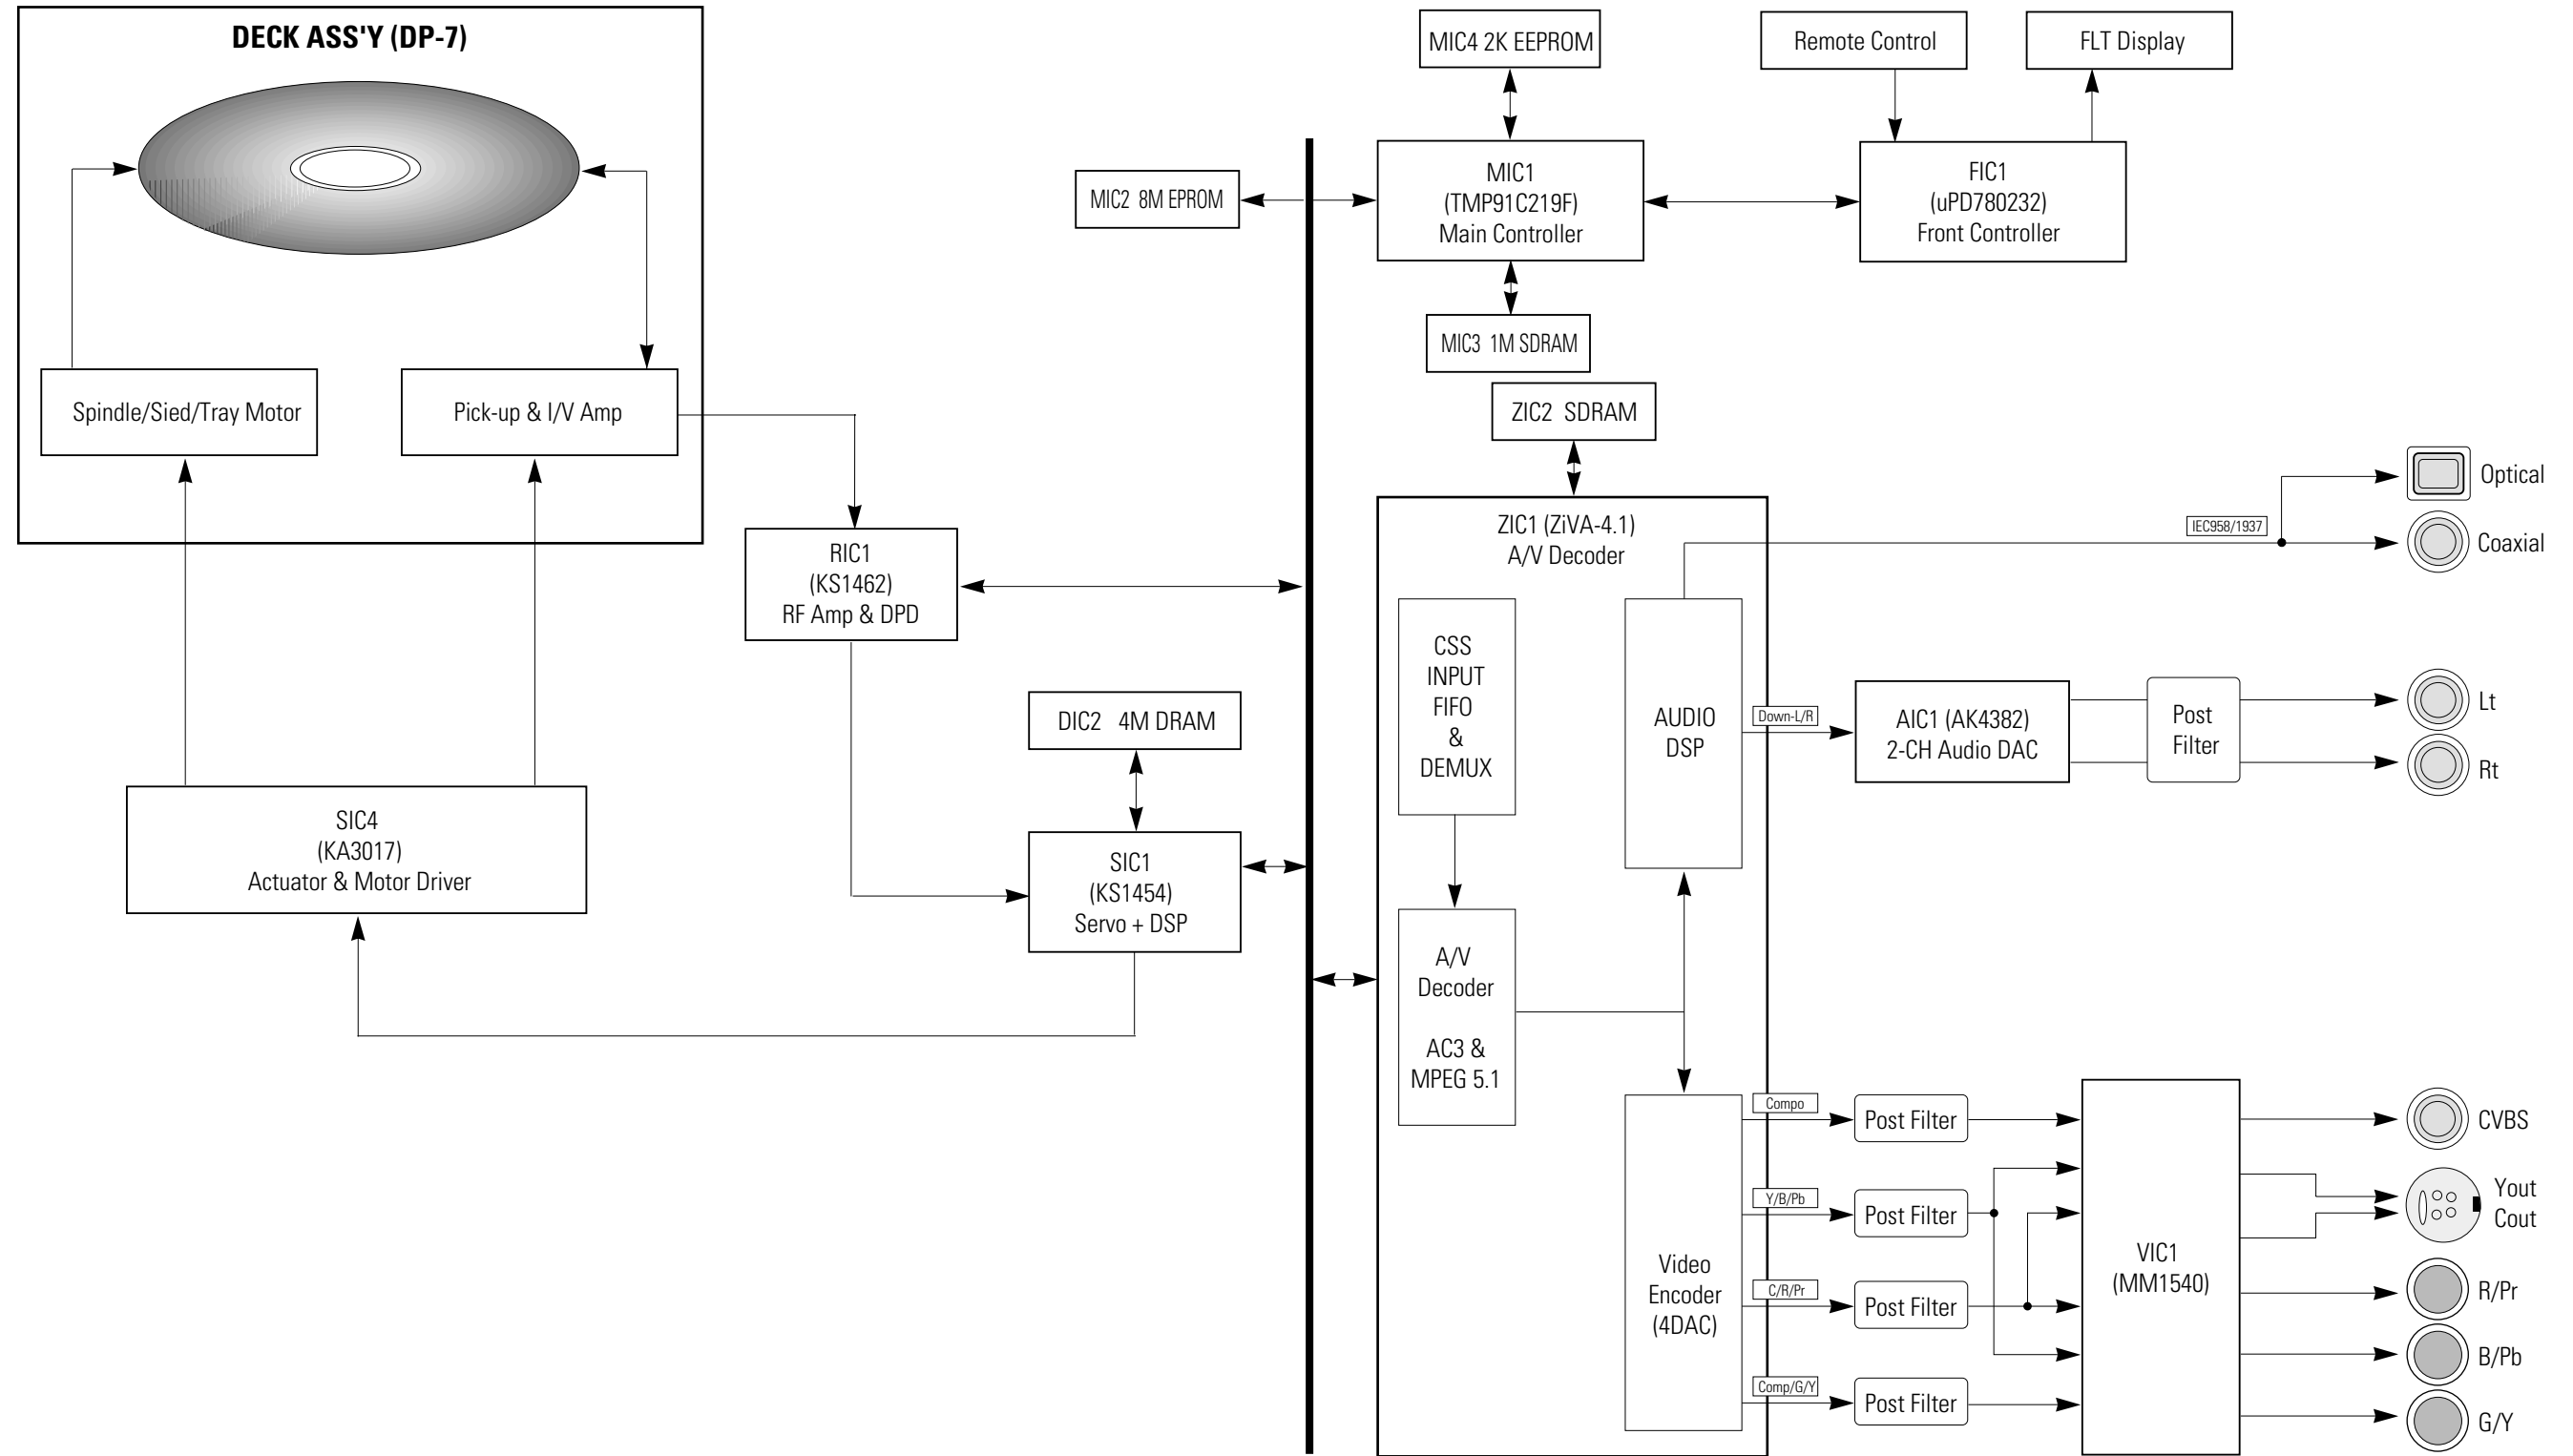 DECK ASS'Y (DP-7)
Spindle/Sied/Tray Motor
Pick-up & I/V Amp
SIC4
(KA3017)
Actuator & Motor Driver
RIC1
(KS1462)
RF Amp & DPD
DIC2 4M DRAM
SIC1
(KS1454)
Servo + DSP
MIC4 2K EEPROM
Remote Control
FLT Display
MIC2 8M EPROM
MIC1
(TMP91C219F)
Main Controller
FIC1
(uPD780232)
Front Controller
MIC3 1M SDRAM
ZIC2 SDRAM
ZIC1 (ZiVA-4.1)
A/V Decoder
CSS
INPUT
FIFO
&
DEMUX
A/V
Decoder
AC3 &
MPEG 5.1
AUDIO
DSP
Video
Encoder
(4DAC)
IEC958/1937
Optical
Coaxial
Down-L/R
AIC1 (AK4382)
2-CH Audio DAC
Post
Filter
Lt
Rt
Compo
Post Filter
Y/B/Pb
Post Filter
C/R/Pr
Post Filter
Comp/G/Y
Post Filter
VIC1
(MM1540)
CVBS
Yout
Cout
R/Pr
B/Pb
G/Y